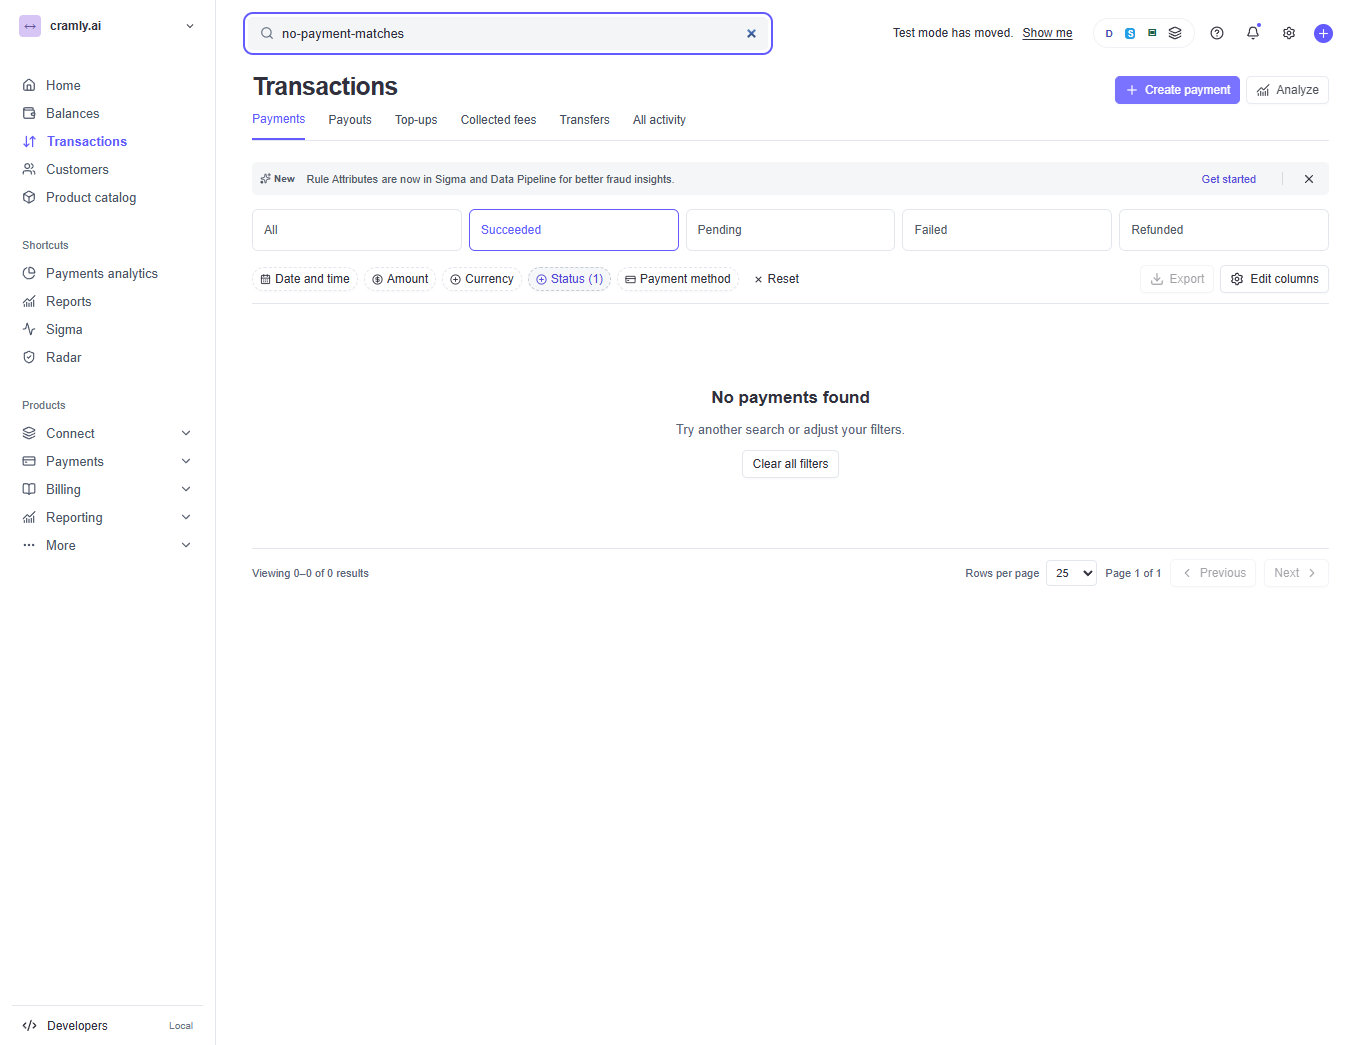 cramly.ai
no-payment-matches
Test mode has moved. Show me
D S
Home
Balances
Transactions
Customers
Product catalog
Shortcuts
Payments analytics
Reports
Sigma
Radar
Products
Connect
Payments
Billing
Reporting
More
Developers Local
Transactions
Create payment Analyze
Payments Payouts Top-ups Collected fees Transfers All activity
New Rule Attributes are now in Sigma and Data Pipeline for better fraud insights. Get started
All Succeeded Pending Failed Refunded
Date and time Amount Currency Status (1) Payment method Reset Export Edit columns
No payments found
Try another search or adjust your filters.
Clear all filters
Viewing 0–0 of 0 results Rows per page 25 Page 1 of 1 Previous Next